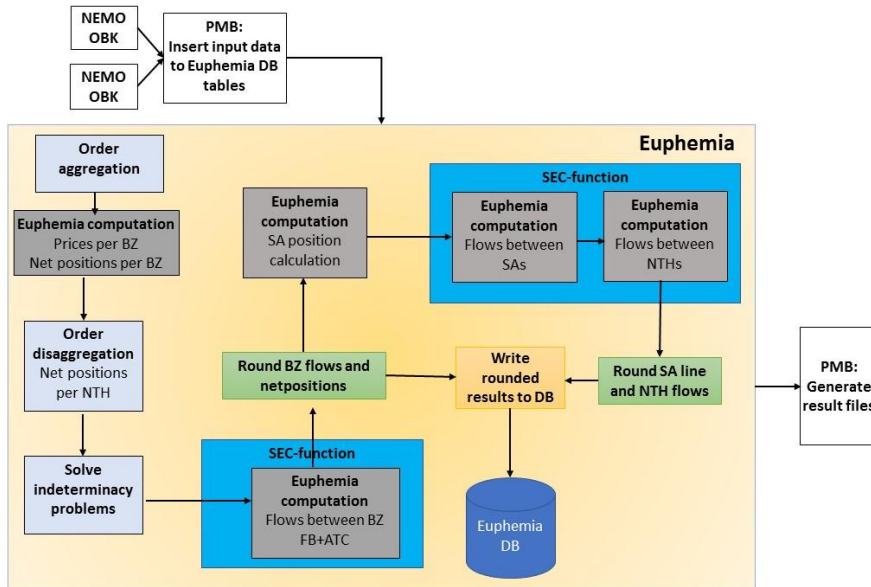 NEMO
OBK
NEMO
OBK
PMB:
Insert input data
to Euphemia DB
tables
Euphemia
Order
aggregation
Euphemia computation
Prices per BZ
Net positions per BZ
Order
disaggregation
Net positions
per NTH
Solve
indeterminacy
problems
SEC-function
Euphemia
computation
Flows between BZ
FB+ATC
Round BZ flows and
netpositions
Euphemia
computation
SA position
calculation
SEC-function
Euphemia
computation
Flows between
SAs
Euphemia
computation
Flows between
NTHs
Round SA line
and NTH flows
Write
rounded
results to DB
Euphemia
DB
PMB:
Generate
result files